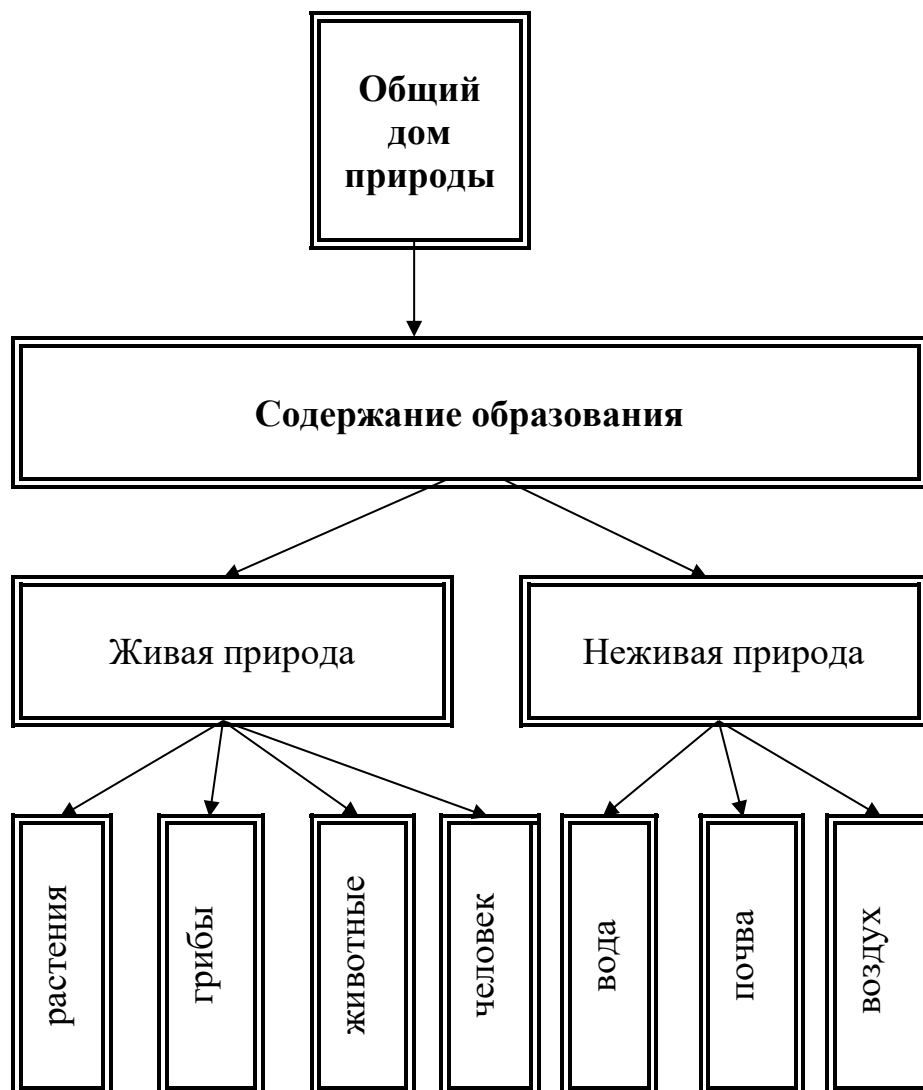 Общий
дом
природы
Содержание образования
Живая природа
Неживая природа
растения
грибы
животные
человек
вода
почва
воздух